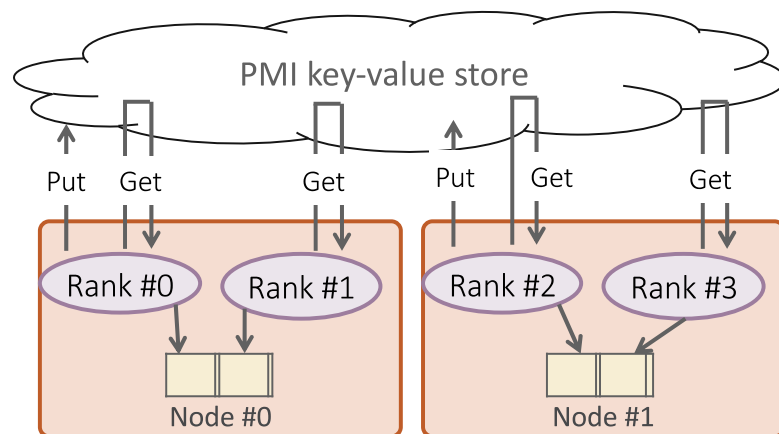 PMI key-value store
Put Get Get Put Get Get
Rank #0 Rank #1 Rank #2 Rank #3
Node #0 Node #1